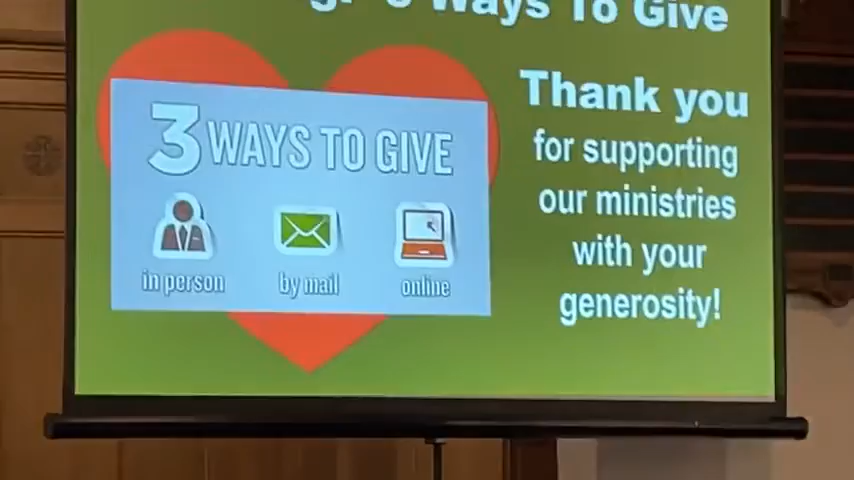 Ways To Give
3 WAYS TO GIVE
in person
by mail
online
Thank you
for supporting
our ministries
with your
generosity!